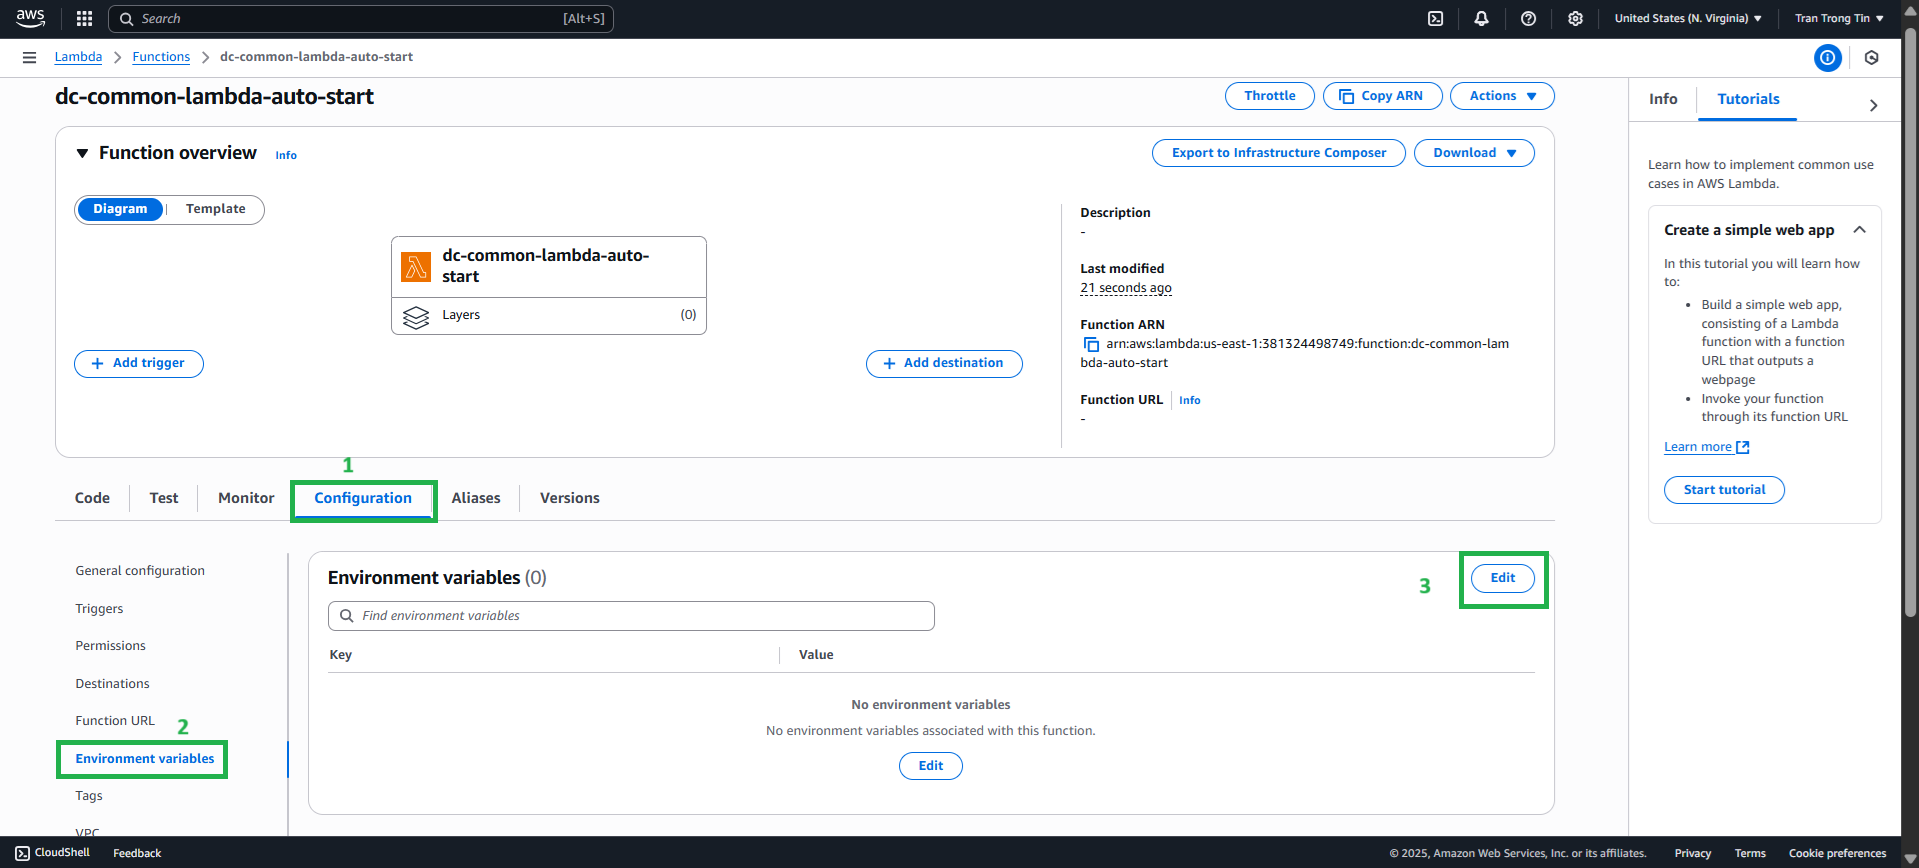 aws
Search
[Alt+S]
United States (N. Virginia)
Tran Trong Tin
Lambda
Functions
dc-common-lambda-auto-start
dc-common-lambda-auto-start
Throttle
Copy ARN
Actions
Function overview
Info
Export to Infrastructure Composer
Download
Diagram
Template
dc-common-lambda-auto-
start
Layers
(0)
Add trigger
Add destination
Description
-
Last modified
21 seconds ago
Function ARN
arn:aws:lambda:us-east-1:381324498749:function:dc-common-lam
bda-auto-start
Function URL
Info
-
Info
Tutorials
Learn how to implement common use
cases in AWS Lambda.
Create a simple web app
In this tutorial you will learn how
to:
• Build a simple web app,
consisting of a Lambda
function with a function
URL that outputs a
webpage
• Invoke your function
through its function URL
Learn more
Start tutorial
1
Code
Test
Monitor
Configuration
Aliases
Versions
General configuration
Triggers
Permissions
Destinations
Function URL
2
Environment variables
Tags
VPC
Environment variables (0)
3
Edit
Find environment variables
Key
Value
No environment variables
No environment variables associated with this function.
Edit
CloudShell
Feedback
© 2025, Amazon Web Services, Inc. or its affiliates.
Privacy
Terms
Cookie preferences